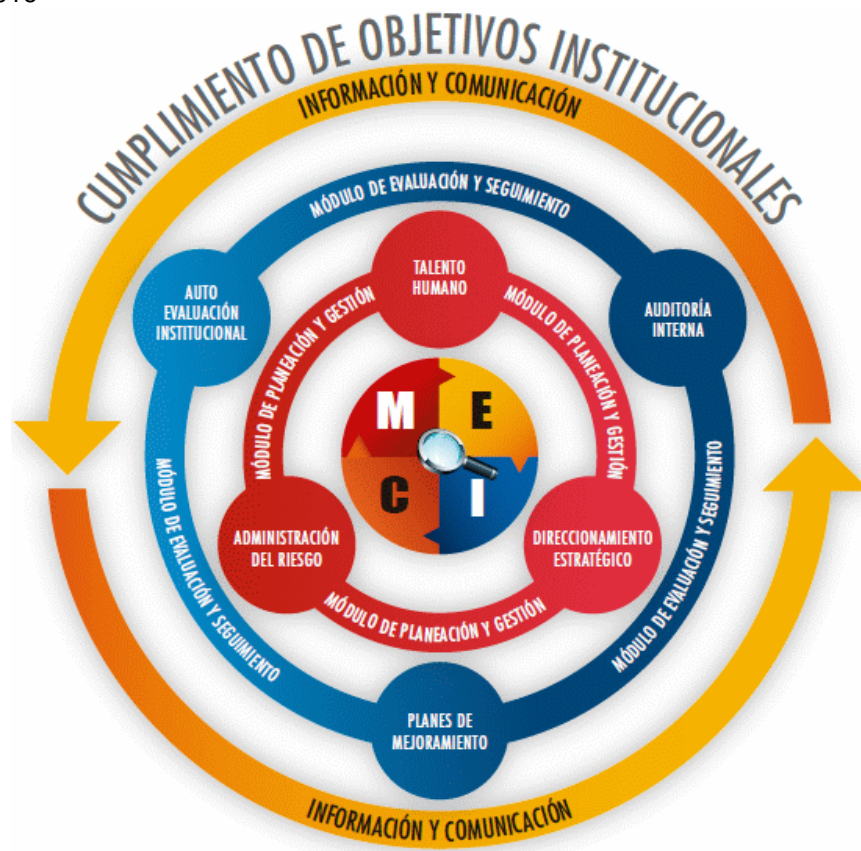 CUMPLIMIENTO DE OBJETIVOS INSTITUCIONALES
INFORMACIÓN Y COMUNICACIÓN
MÓDULO DE EVALUACIÓN Y SEGUIMIENTO
TALENTO
HUMANO
AUTO
EVALUACIÓN
INSTITUCIONAL
AUDITORÍA
INTERNA
MÓDULO DE PLANEACIÓN Y GESTIÓN
MÓDULO DE PLANEACIÓN Y GESTIÓN
M E
C I
ADMINISTRACIÓN
DEL RIESGO
DIRECCIONAMIENTO
ESTRATÉGICO
MÓDULO DE EVALUACIÓN Y SEGUIMIENTO
MÓDULO DE EVALUACIÓN Y SEGUIMIENTO
MÓDULO DE PLANEACIÓN Y GESTIÓN
PLANES DE
MEJORAMIENTO
INFORMACIÓN Y COMUNICACIÓN